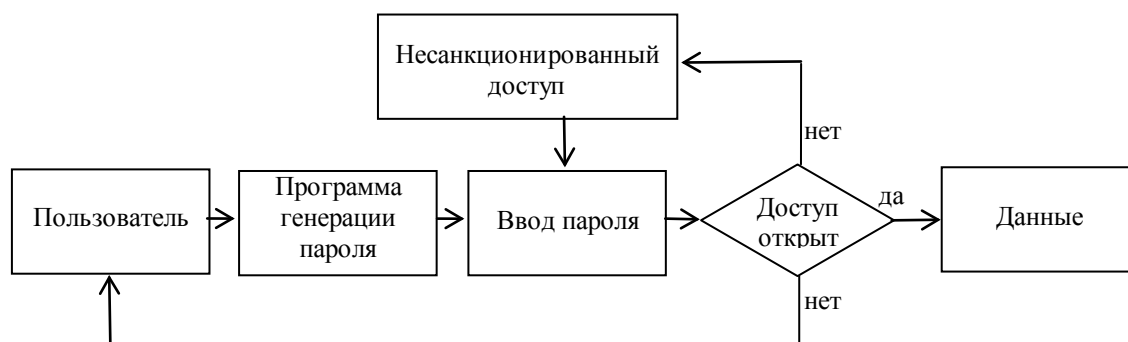 Несанкционированный
доступ
нет
Пользователь
Программа
генерации
пароля
Ввод пароля
Доступ
открыт
да
Данные
нет